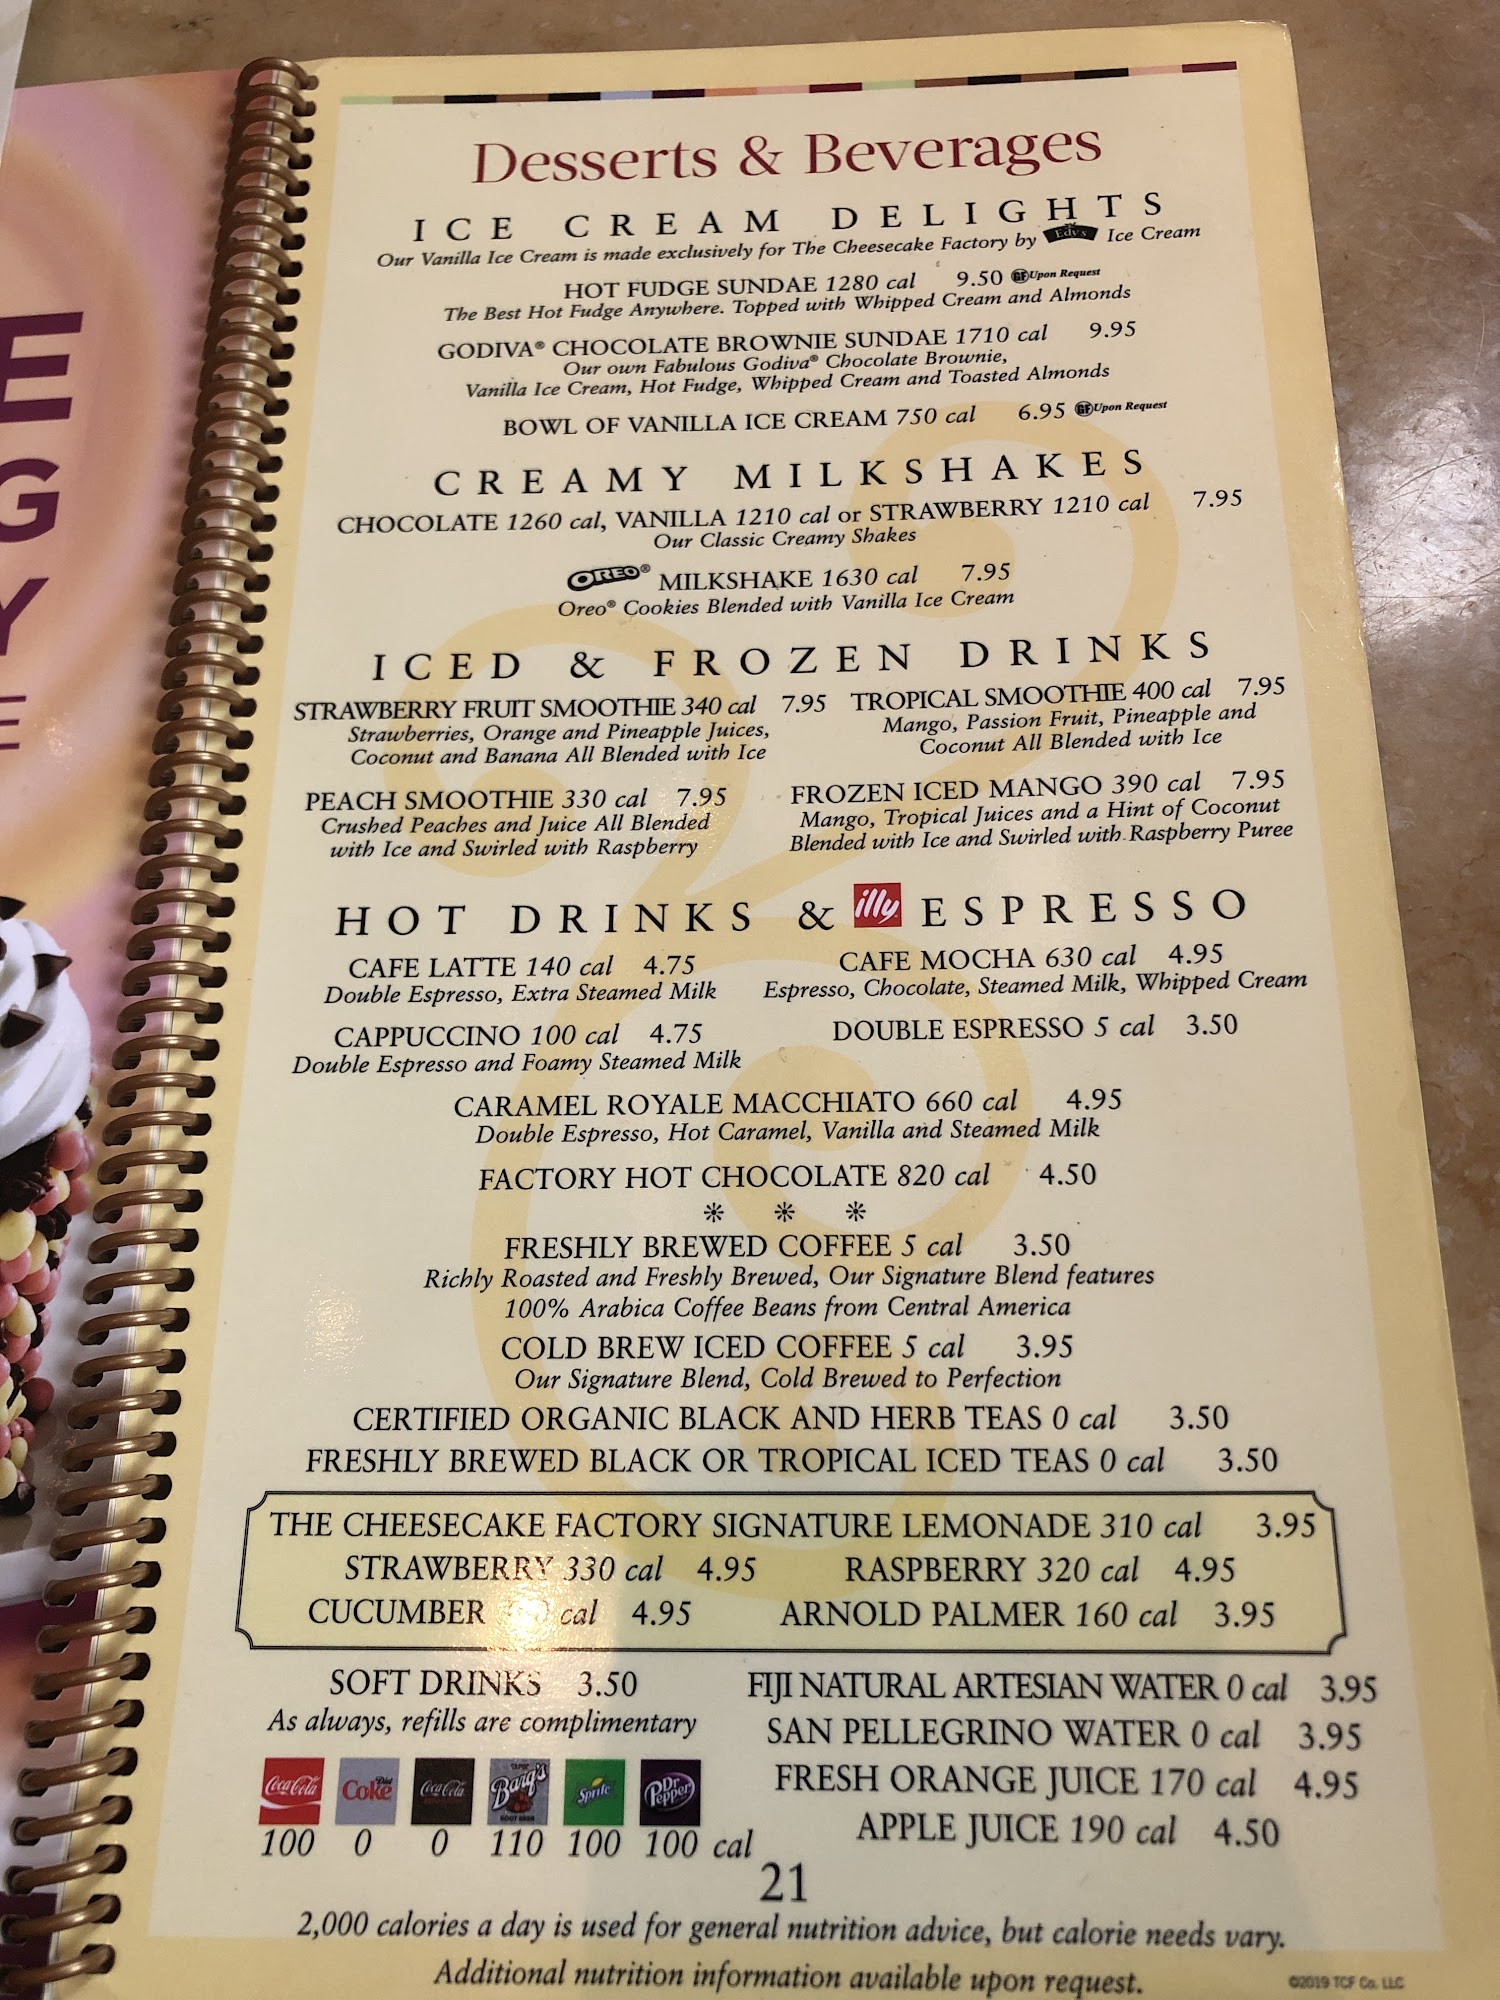 E
G
Y
E
Desserts & Beverages
ICE CREAM DELIGHTS
Our Vanilla Ice Cream is made exclusively for The Cheesecake Factory by Edy's Ice Cream
HOT FUDGE SUNDAE 1280 cal 9.50 GF Upon Request
The Best Hot Fudge Anywhere. Topped with Whipped Cream and Almonds
GODIVA® CHOCOLATE BROWNIE SUNDAE 1710 cal 9.95
Our own Fabulous Godiva® Chocolate Brownie,
Vanilla Ice Cream, Hot Fudge, Whipped Cream and Toasted Almonds
BOWL OF VANILLA ICE CREAM 750 cal 6.95 GF Upon Request
CREAMY MILKSHAKES
CHOCOLATE 1260 cal, VANILLA 1210 cal or STRAWBERRY 1210 cal 7.95
Our Classic Creamy Shakes
OREO® MILKSHAKE 1630 cal 7.95
Oreo® Cookies Blended with Vanilla Ice Cream
ICED & FROZEN DRINKS
STRAWBERRY FRUIT SMOOTHIE 340 cal 7.95
Strawberries, Orange and Pineapple Juices,
Coconut and Banana All Blended with Ice
TROPICAL SMOOTHIE 400 cal 7.95
Mango, Passion Fruit, Pineapple and
Coconut All Blended with Ice
PEACH SMOOTHIE 330 cal 7.95
Crushed Peaches and Juice All Blended
with Ice and Swirled with Raspberry
FROZEN ICED MANGO 390 cal 7.95
Mango, Tropical Juices and a Hint of Coconut
Blended with Ice and Swirled with Raspberry Puree
HOT DRINKS & illy ESPRESSO
CAFE LATTE 140 cal 4.75
Double Espresso, Extra Steamed Milk
CAFE MOCHA 630 cal 4.95
Espresso, Chocolate, Steamed Milk, Whipped Cream
CAPPUCCINO 100 cal 4.75
Double Espresso and Foamy Steamed Milk
DOUBLE ESPRESSO 5 cal 3.50
CARAMEL ROYALE MACCHIATO 660 cal 4.95
Double Espresso, Hot Caramel, Vanilla and Steamed Milk
FACTORY HOT CHOCOLATE 820 cal 4.50
FRESHLY BREWED COFFEE 5 cal 3.50
Richly Roasted and Freshly Brewed, Our Signature Blend features
100% Arabica Coffee Beans from Central America
COLD BREW ICED COFFEE 5 cal 3.95
Our Signature Blend, Cold Brewed to Perfection
CERTIFIED ORGANIC BLACK AND HERB TEAS 0 cal 3.50
FRESHLY BREWED BLACK OR TROPICAL ICED TEAS 0 cal 3.50
THE CHEESECAKE FACTORY SIGNATURE LEMONADE 310 cal 3.95
STRAWBERRY 330 cal 4.95 RASPBERRY 320 cal 4.95
CUCUMBER cal 4.95 ARNOLD PALMER 160 cal 3.95
SOFT DRINKS 3.50
As always, refills are complimentary
Coca-Cola Diet Coke Coca-Cola Barq's ROOT BEER Sprite Dr Pepper
100 0 0 110 100 100 cal
FIJI NATURAL ARTESIAN WATER 0 cal 3.95
SAN PELLEGRINO WATER 0 cal 3.95
FRESH ORANGE JUICE 170 cal 4.95
APPLE JUICE 190 cal 4.50
21
2,000 calories a day is used for general nutrition advice, but calorie needs vary.
Additional nutrition information available upon request.
©2019 TCF Co. LLC